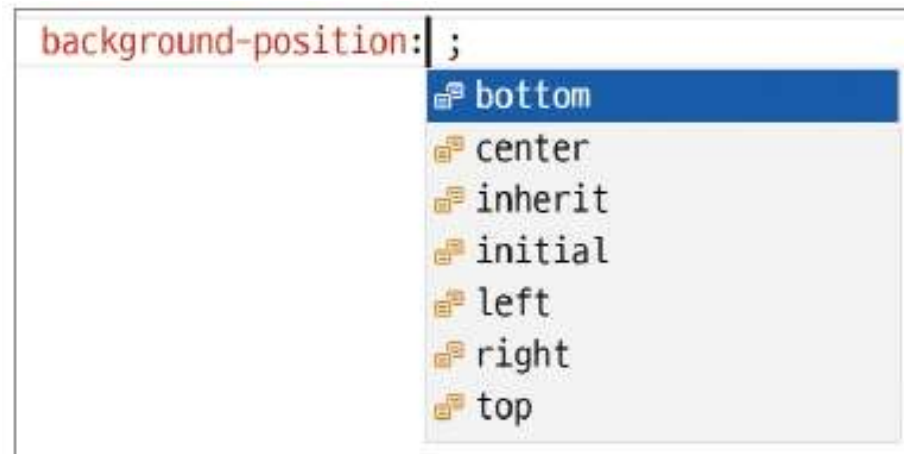 background-position: ;
bottom
center
inherit
initial
left
right
top